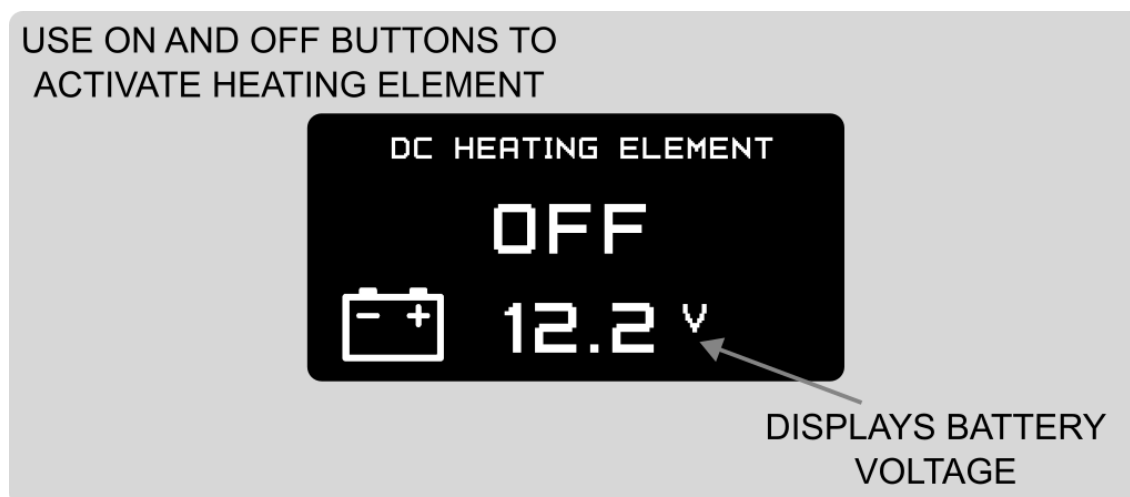 USE ON AND OFF BUTTONS TO
ACTIVATE HEATING ELEMENT
DC HEATING ELEMENT
OFF
- +
12.2 V
DISPLAYS BATTERY
VOLTAGE